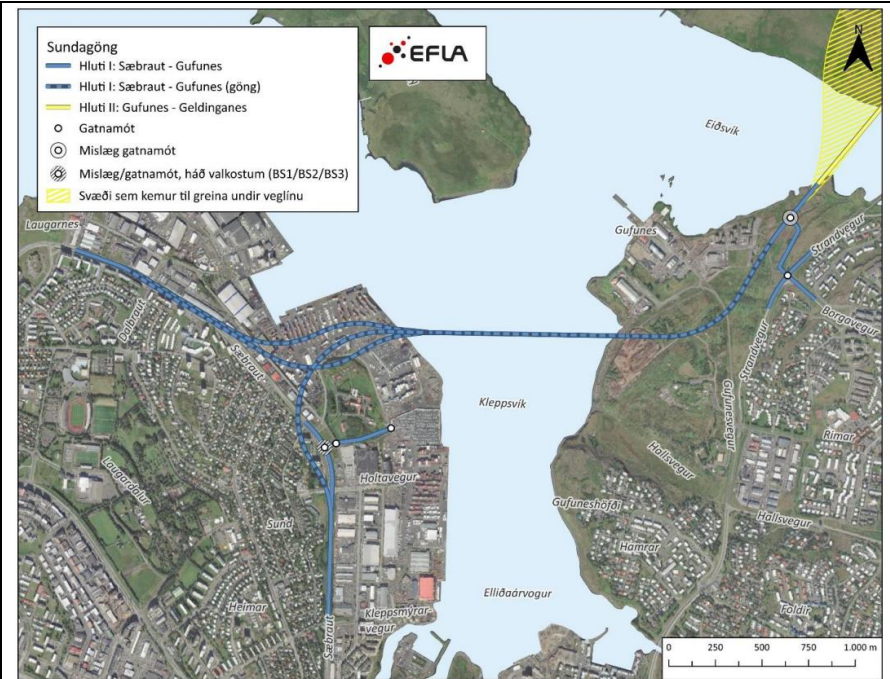 Sundagöng
Hluti I: Sæbraut - Gufunes
Hluti I: Sæbraut - Gufunes (göng)
Hluti II: Gufunes - Geldinganes
Gatnamót
Mislæg gatnamót
Mislæg/gatnamót, háð valkostum (BS1/BS2/BS3)
Svæði sem kemur til greina undir veglínu
EFLA
N
Eiðsvík
Laugarnes
Gufunes
Strandvegur
Dalbraut
Borgavegur
Sæbraut
Strandvegur
Kleppsvík
Gufunesvegur
Rimar
Hallsvegur
Laugardalur
Holtavegur
Gufuneshöfði
Hallsvegur
Sund
Hamrar
Elliðaárvogur
Heimar
Kleppsmýrar-
vegur
Foldir
Sæbraut
0 250 500 750 1.000 m